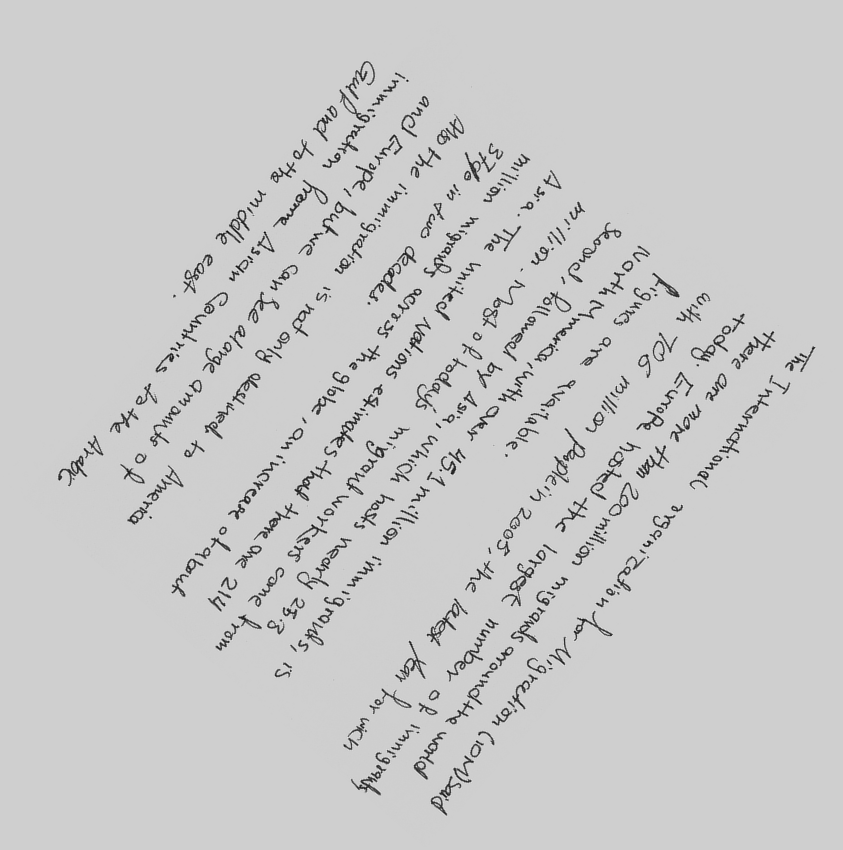 The International organization for Migration (IOM) said
there are more than 200 million migrants around the world
today. Europe hosted the largest number of immigrants
with 706 million people in 2005, the latest year for wich
figures are available.
North America, with over 45.1 million immigrants, is
Second, followed by Asia, which hosts nearly 25.3
million. Most of todays migrant workers come from
Asia. The united Nations estimates that there are 214
million migrants across the globe, an increase of about
37% in two decades.
Also the immigration is not only destined to America
and Europe, but we can see a large amounts of
immigration frome Asian Countries to the Arabic
Gulf and to the middle east.